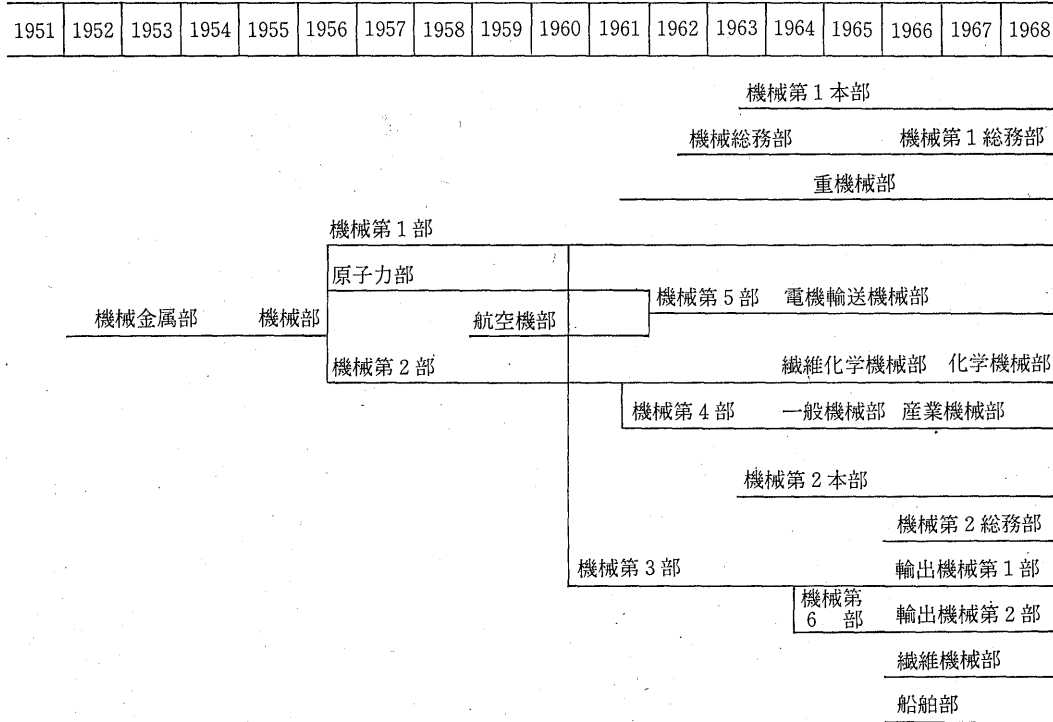 1951 1952 1953 1954 1955 1956 1957 1958 1959 1960 1961 1962 1963 1964 1965 1966 1967 1968
機械第1本部
機械総務部 機械第1総務部
重機械部
機械第1部
原子力部
機械第5部 電機輸送機械部
機械金属部 機械部 航空機部
機械第2部 繊維化学機械部 化学機械部
機械第4部 一般機械部 産業機械部
機械第2本部
機械第2総務部
機械第3部 輸出機械第1部
機械第
6 部 輸出機械第2部
繊維機械部
船舶部